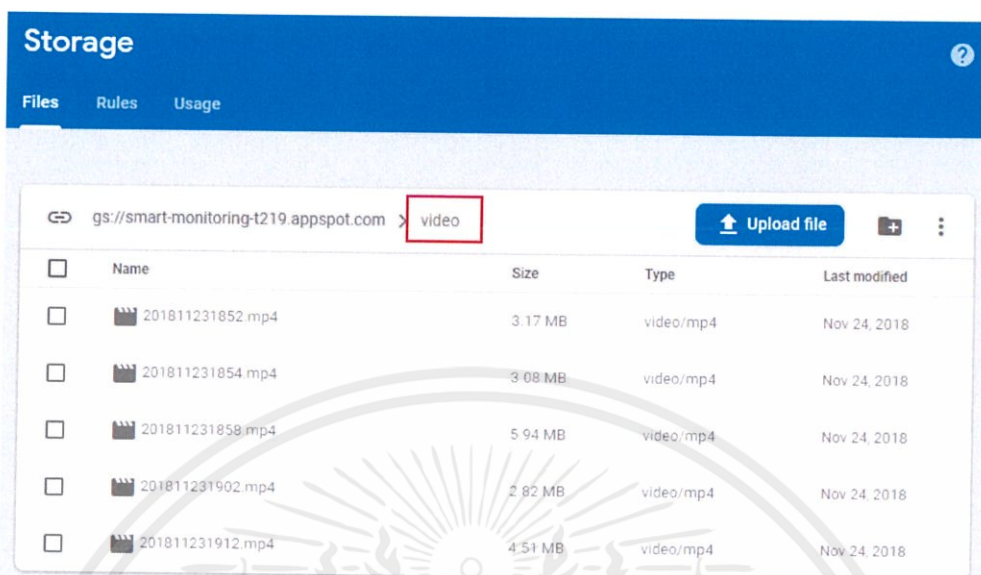 Storage
Files Rules Usage
gs://smart-monitoring-t219.appspot.com > video Upload file
Name Size Type Last modified
201811231852.mp4 3.17 MB video/mp4 Nov 24, 2018
201811231854.mp4 3.08 MB video/mp4 Nov 24, 2018
201811231858.mp4 5.94 MB video/mp4 Nov 24, 2018
201811231902.mp4 2.82 MB video/mp4 Nov 24, 2018
201811231912.mp4 4.51 MB video/mp4 Nov 24, 2018